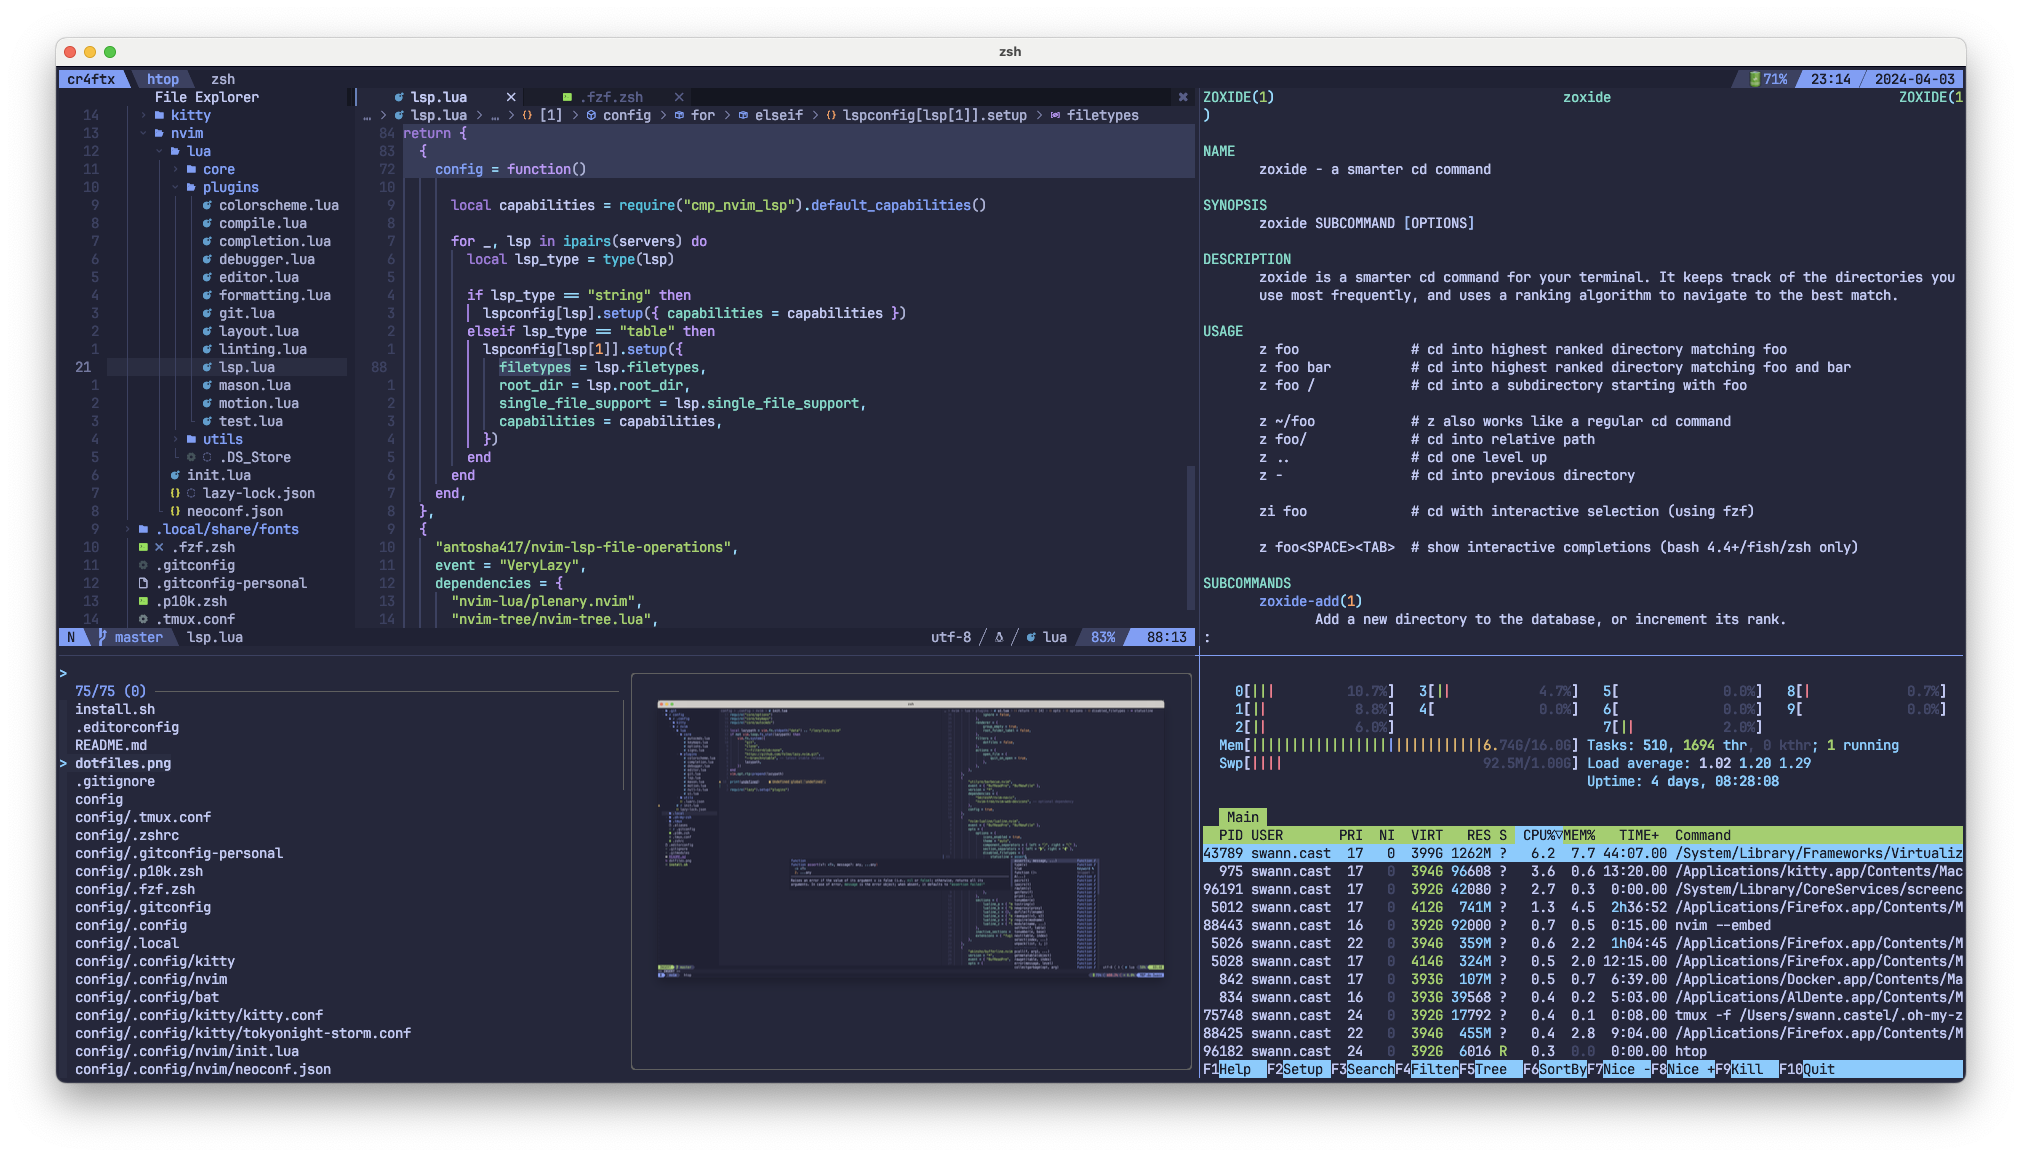 zsh
cr4ftx htop zsh 71% 23:14 2024-04-03
File Explorer
14 kitty
13 nvim
12 lua
11 core
10 plugins
9 colorscheme.lua
8 compile.lua
7 completion.lua
6 debugger.lua
5 editor.lua
4 formatting.lua
3 git.lua
2 layout.lua
1 linting.lua
21 lsp.lua
1 mason.lua
2 motion.lua
3 test.lua
4 utils
5 .DS_Store
6 init.lua
7 lazy-lock.json
8 neoconf.json
9 .local/share/fonts
10 .fzf.zsh
11 .gitconfig
12 .gitconfig-personal
13 .p10k.zsh
14 .tmux.conf
lsp.lua .fzf.zsh
… > lsp.lua > … > {} [1] > config > for > elseif > {} lspconfig[lsp[1]].setup > filetypes
84 return {
83 {
72 config = function()
10
9 local capabilities = require("cmp_nvim_lsp").default_capabilities()
8
7 for _, lsp in ipairs(servers) do
6 local lsp_type = type(lsp)
5
4 if lsp_type == "string" then
3 lspconfig[lsp].setup({ capabilities = capabilities })
2 elseif lsp_type == "table" then
1 lspconfig[lsp[1]].setup({
88 filetypes = lsp.filetypes,
1 root_dir = lsp.root_dir,
2 single_file_support = lsp.single_file_support,
3 capabilities = capabilities,
4 })
5 end
6 end
7 end,
8 },
9 {
10 "antosha417/nvim-lsp-file-operations",
11 event = "VeryLazy",
12 dependencies = {
13 "nvim-lua/plenary.nvim",
14 "nvim-tree/nvim-tree.lua",
N master lsp.lua utf-8 / / lua 83% 88:13
ZOXIDE(1) zoxide ZOXIDE(1
)
NAME
zoxide - a smarter cd command
SYNOPSIS
zoxide SUBCOMMAND [OPTIONS]
DESCRIPTION
zoxide is a smarter cd command for your terminal. It keeps track of the directories you
use most frequently, and uses a ranking algorithm to navigate to the best match.
USAGE
z foo # cd into highest ranked directory matching foo
z foo bar # cd into highest ranked directory matching foo and bar
z foo / # cd into a subdirectory starting with foo
z ~/foo # z also works like a regular cd command
z foo/ # cd into relative path
z .. # cd one level up
z - # cd into previous directory
zi foo # cd with interactive selection (using fzf)
z foo<SPACE><TAB> # show interactive completions (bash 4.4+/fish/zsh only)
SUBCOMMANDS
zoxide-add(1)
Add a new directory to the database, or increment its rank.
:
>
75/75 (0)
install.sh
.editorconfig
README.md
> dotfiles.png
.gitignore
config
config/.tmux.conf
config/.zshrc
config/.gitconfig-personal
config/.p10k.zsh
config/.fzf.zsh
config/.gitconfig
config/.config
config/.local
config/.config/kitty
config/.config/nvim
config/.config/bat
config/.config/kitty/kitty.conf
config/.config/kitty/tokyonight-storm.conf
config/.config/nvim/init.lua
config/.config/nvim/neoconf.json
0[||| 10.7%] 3[|| 4.7%] 5[ 0.0%] 8[| 0.7%]
1[|| 8.8%] 4[ 0.0%] 6[ 0.0%] 9[ 0.0%]
2[|| 6.0%] 7[|| 2.0%]
Mem[|||||||||||||||||||||||||||||6.74G/16.0G] Tasks: 510, 1694 thr, 0 kthr; 1 running
Swp[|||| 92.5M/1.00G] Load average: 1.02 1.20 1.29
Uptime: 4 days, 08:28:08
Main
PID USER PRI NI VIRT RES S CPU%▽MEM% TIME+ Command
43789 swann.cast 17 0 399G 1262M ? 6.2 7.7 44:07.00 /System/Library/Frameworks/Virtualiz
975 swann.cast 17 0 394G 96608 ? 3.6 0.6 13:20.00 /Applications/kitty.app/Contents/Mac
96191 swann.cast 17 0 392G 42080 ? 2.7 0.3 0:00.00 /System/Library/CoreServices/screenc
5012 swann.cast 17 0 412G 741M ? 1.3 4.5 2h36:52 /Applications/Firefox.app/Contents/M
88443 swann.cast 16 0 392G 92000 ? 0.7 0.5 0:15.00 nvim --embed
5026 swann.cast 22 0 394G 359M ? 0.6 2.2 1h04:45 /Applications/Firefox.app/Contents/M
5028 swann.cast 17 0 414G 324M ? 0.5 2.0 12:15.00 /Applications/Firefox.app/Contents/M
842 swann.cast 17 0 393G 107M ? 0.5 0.7 6:39.00 /Applications/Docker.app/Contents/Ma
834 swann.cast 16 0 393G 39568 ? 0.4 0.2 5:03.00 /Applications/AlDente.app/Contents/M
75748 swann.cast 24 0 392G 17792 ? 0.4 0.1 0:08.00 tmux -f /Users/swann.castel/.oh-my-z
88425 swann.cast 22 0 394G 455M ? 0.4 2.8 9:04.00 /Applications/Firefox.app/Contents/M
96182 swann.cast 24 0 392G 6016 R 0.3 0.0 0:00.00 htop
F1Help F2Setup F3SearchF4FilterF5Tree F6SortByF7Nice -F8Nice +F9Kill F10Quit